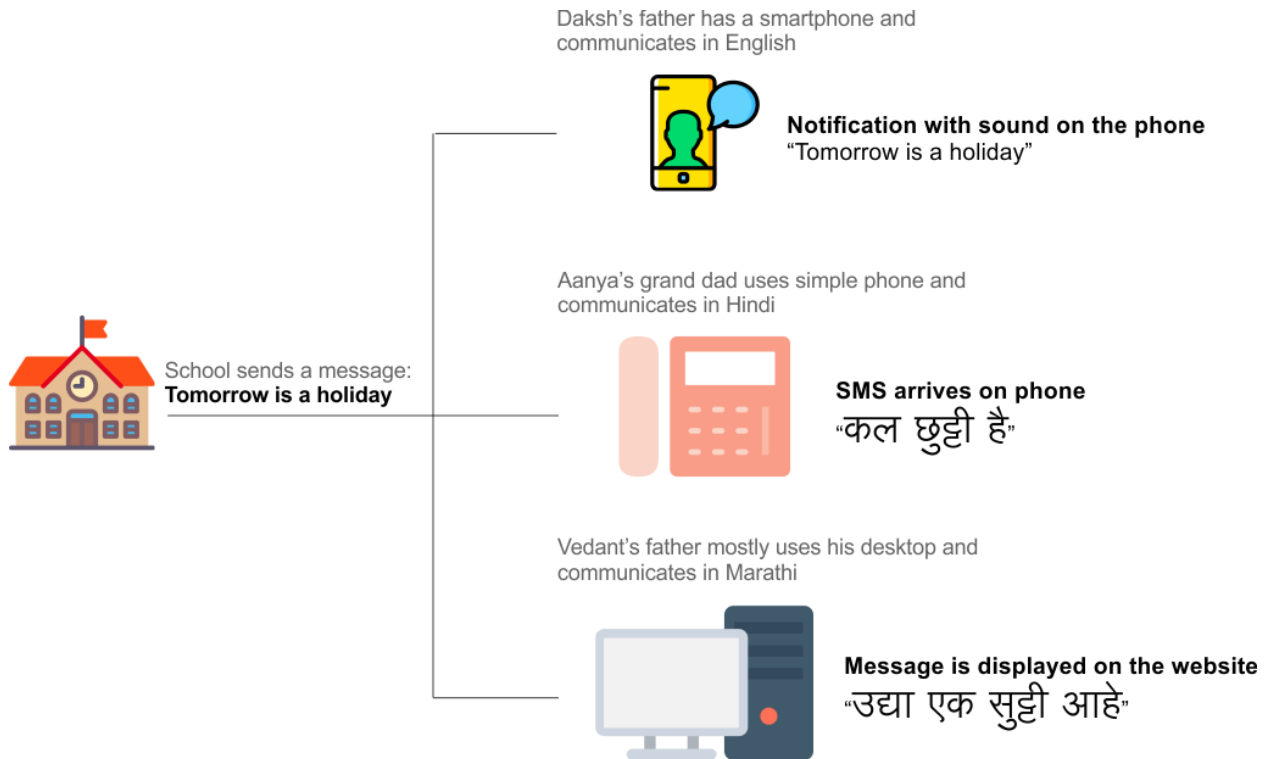 Daksh's father has a smartphone and
communicates in English
Notification with sound on the phone
“Tomorrow is a holiday”
Aanya's grand dad uses simple phone and
communicates in Hindi
School sends a message:
Tomorrow is a holiday
SMS arrives on phone
“कल छुट्टी है”
Vedant's father mostly uses his desktop and
communicates in Marathi
Message is displayed on the website
“उद्या एक सुट्टी आहे”